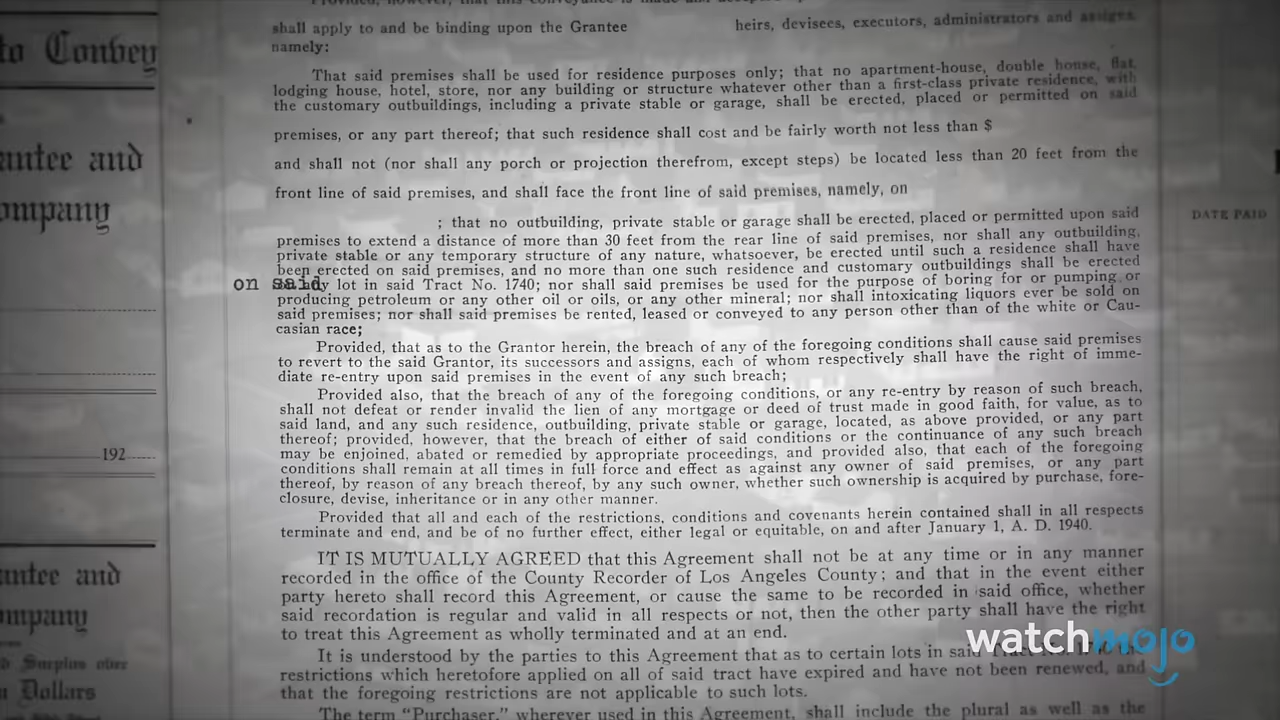 to Convey
antee and
ompany
192
antee and
mpany
Surplus over
Dollars
shall apply to and be binding upon the Grantee heirs, devisees, executors, administrators and assigns,
namely:
That said premises shall be used for residence purposes only; that no apartment-house, double house, flat,
lodging house, hotel, store, nor any building or structure whatever other than a first-class private residence, with
the customary outbuildings, including a private stable or garage, shall be erected, placed or permitted on said
premises, or any part thereof; that such residence shall cost and be fairly worth not less than $
and shall not (nor shall any porch or projection therefrom, except steps) be located less than 20 feet from the
front line of said premises, and shall face the front line of said premises, namely, on
; that no outbuilding, private stable or garage shall be erected, placed or permitted upon said
premises to extend a distance of more than 30 feet from the rear line of said premises, nor shall any outbuilding,
private stable or any temporary structure of any nature, whatsoever, be erected until such a residence shall have
been erected on said premises, and no more than one such residence and customary outbuildings shall be erected
on said lot in said Tract No. 1740; nor shall said premises be used for the purpose of boring for or pumping or
producing petroleum or any other oil or oils, or any other mineral; nor shall intoxicating liquors ever be sold on
said premises; nor shall said premises be rented, leased or conveyed to any person other than of the white or Cau-
casian race;
Provided, that as to the Grantor herein, the breach of any of the foregoing conditions shall cause said premises
to revert to the said Grantor, its successors and assigns, each of whom respectively shall have the right of imme-
diate re-entry upon said premises in the event of any such breach;
Provided also, that the breach of any of the foregoing conditions, or any re-entry by reason of such breach,
shall not defeat or render invalid the lien of any mortgage or deed of trust made in good faith, for value, as to
said land, and any such residence, outbuilding, private stable or garage, located, as above provided, or any part
thereof; provided, however, that the breach of either of said conditions or the continuance of any such breach
may be enjoined, abated or remedied by appropriate proceedings, and provided also, that each of the foregoing
conditions shall remain at all times in full force and effect as against any owner of said premises, or any part
thereof, by reason of any breach thereof, by any such owner, whether such ownership is acquired by purchase, fore-
closure, devise, inheritance or in any other manner.
Provided that all and each of the restrictions, conditions and covenants herein contained shall in all respects
terminate and end, and be of no further effect, either legal or equitable, on and after January 1, A. D. 1940.
IT IS MUTUALLY AGREED that this Agreement shall not be at any time or in any manner
recorded in the office of the County Recorder of Los Angeles County; and that in the event either
party hereto shall record this Agreement, or cause the same to be recorded in said office, whether
said recordation is regular and valid in all respects or not, then the other party shall have the right
to treat this Agreement as wholly terminated and at an end.
It is understood by the parties to this Agreement that as to certain lots in said
restrictions which heretofore applied on all of said tract have expired and have not been renewed, and
that the foregoing restrictions are not applicable to such lots.
The term "Purchaser," wherever used in this Agreement, shall include the plural as well as the
DATE PAID
watchmojo